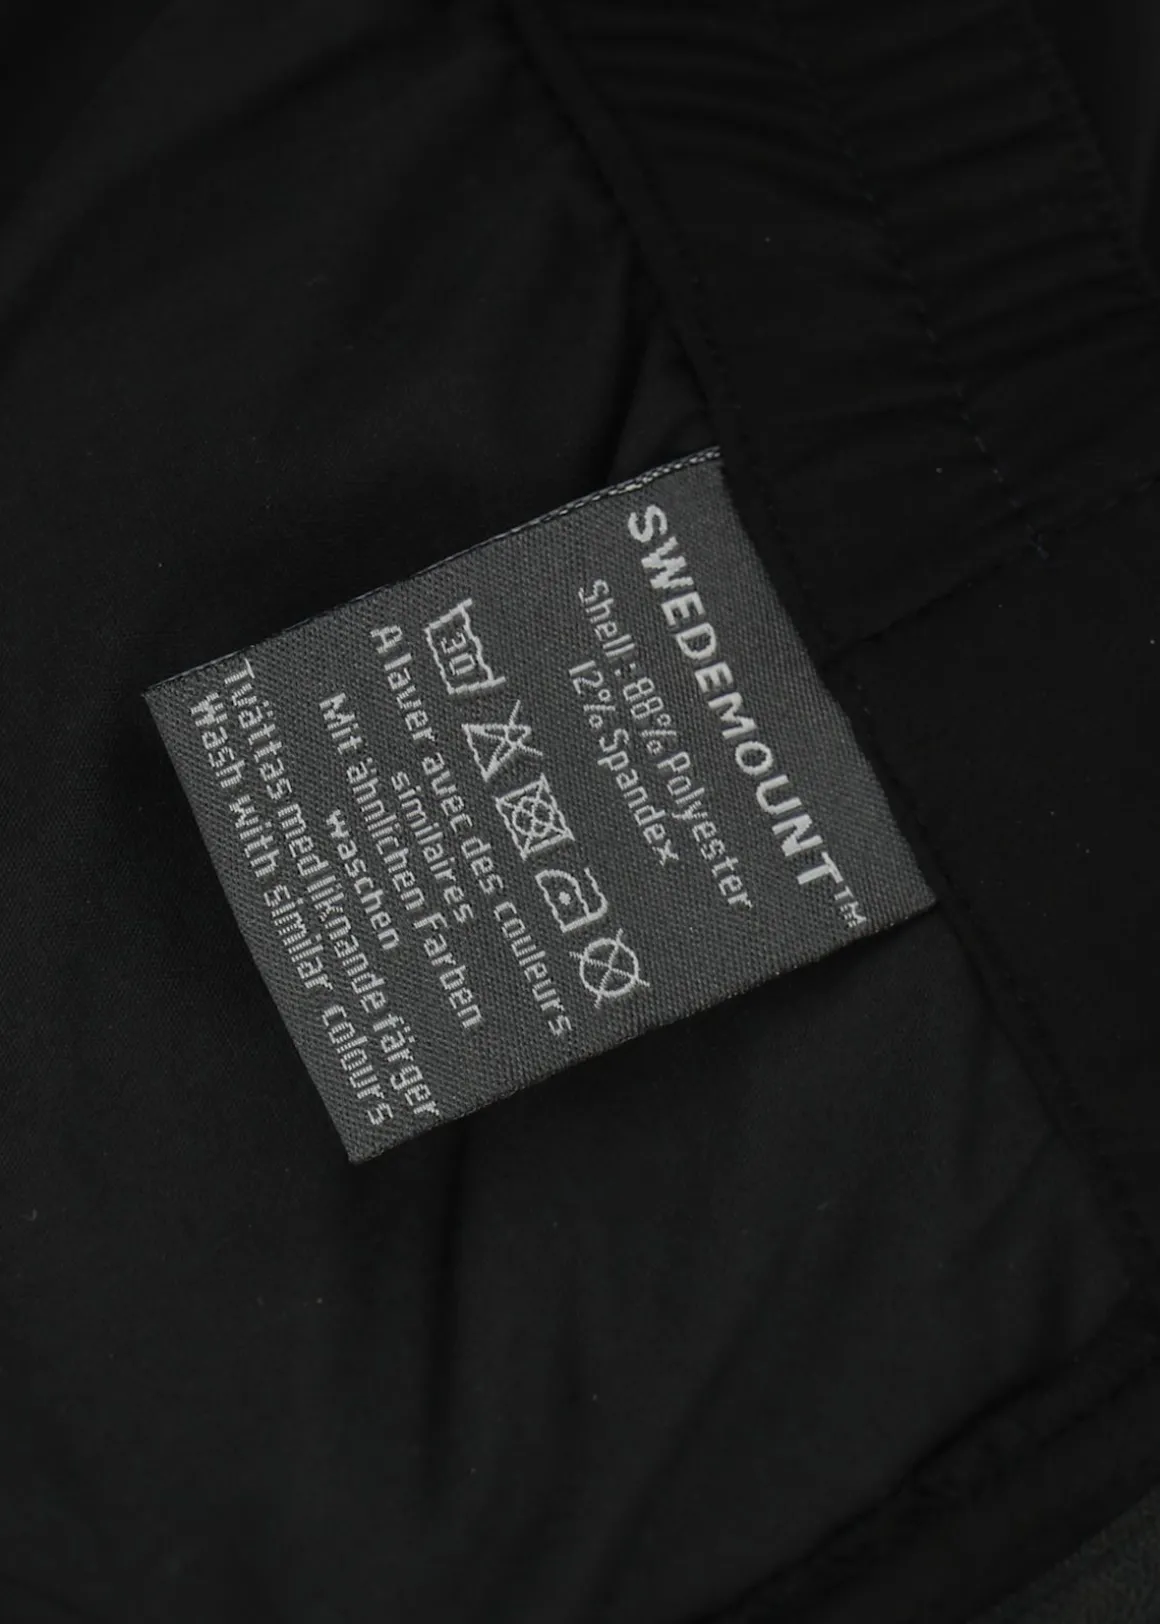 SWEDEMOUNT™
Shell: 88% Polyester
12% Spandex
30
A laver avec des couleurs
similaires
Mit ähnlichen Farben
waschen
Tvättas med liknande färger
Wash with similar colours